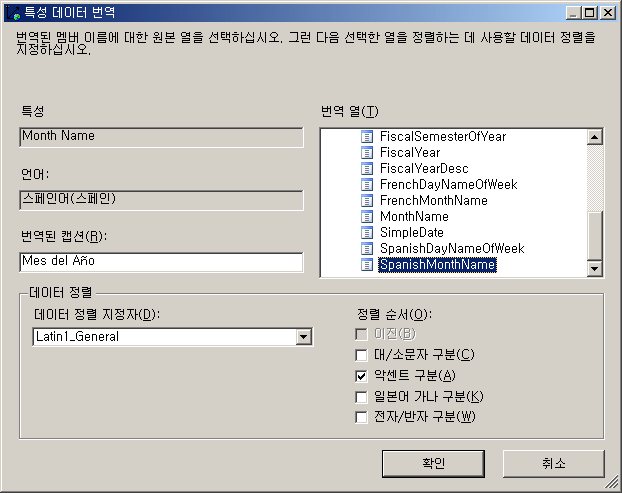 특성 데이터 번역
번역된 멤버 이름에 대한 원본 열을 선택하십시오. 그런 다음 선택한 열을 정렬하는 데 사용할 데이터 정렬을
지정하십시오.
특성
Month Name
언어:
스페인어(스페인)
번역된 캡션(R):
Mes del Año
번역 열(T)
FiscalSemesterOfYear
FiscalYear
FiscalYearDesc
FrenchDayNameOfWeek
FrenchMonthName
MonthName
SimpleDate
SpanishDayNameOfWeek
SpanishMonthName
데이터 정렬
데이터 정렬 지정자(D):
Latin1_General
정렬 순서(O):
이진(B)
대/소문자 구분(C)
악센트 구분(A)
일본어 가나 구분(K)
전자/반자 구분(W)
확인
취소